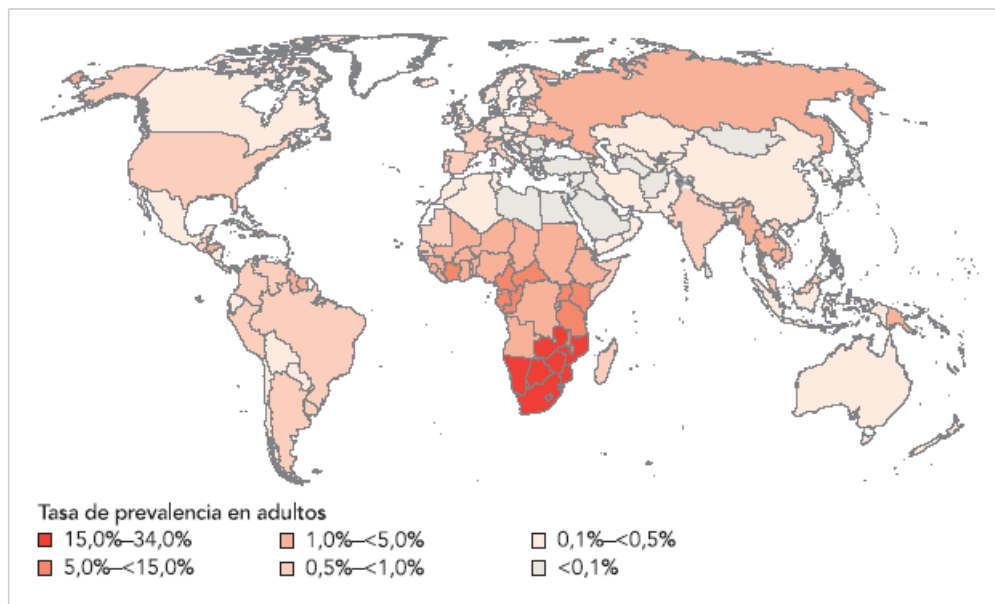 Tasa de prevalencia en adultos
15,0%–34,0% 1,0%–<5,0% 0,1%–<0,5%
5,0%–<15,0% 0,5%–<1,0% <0,1%